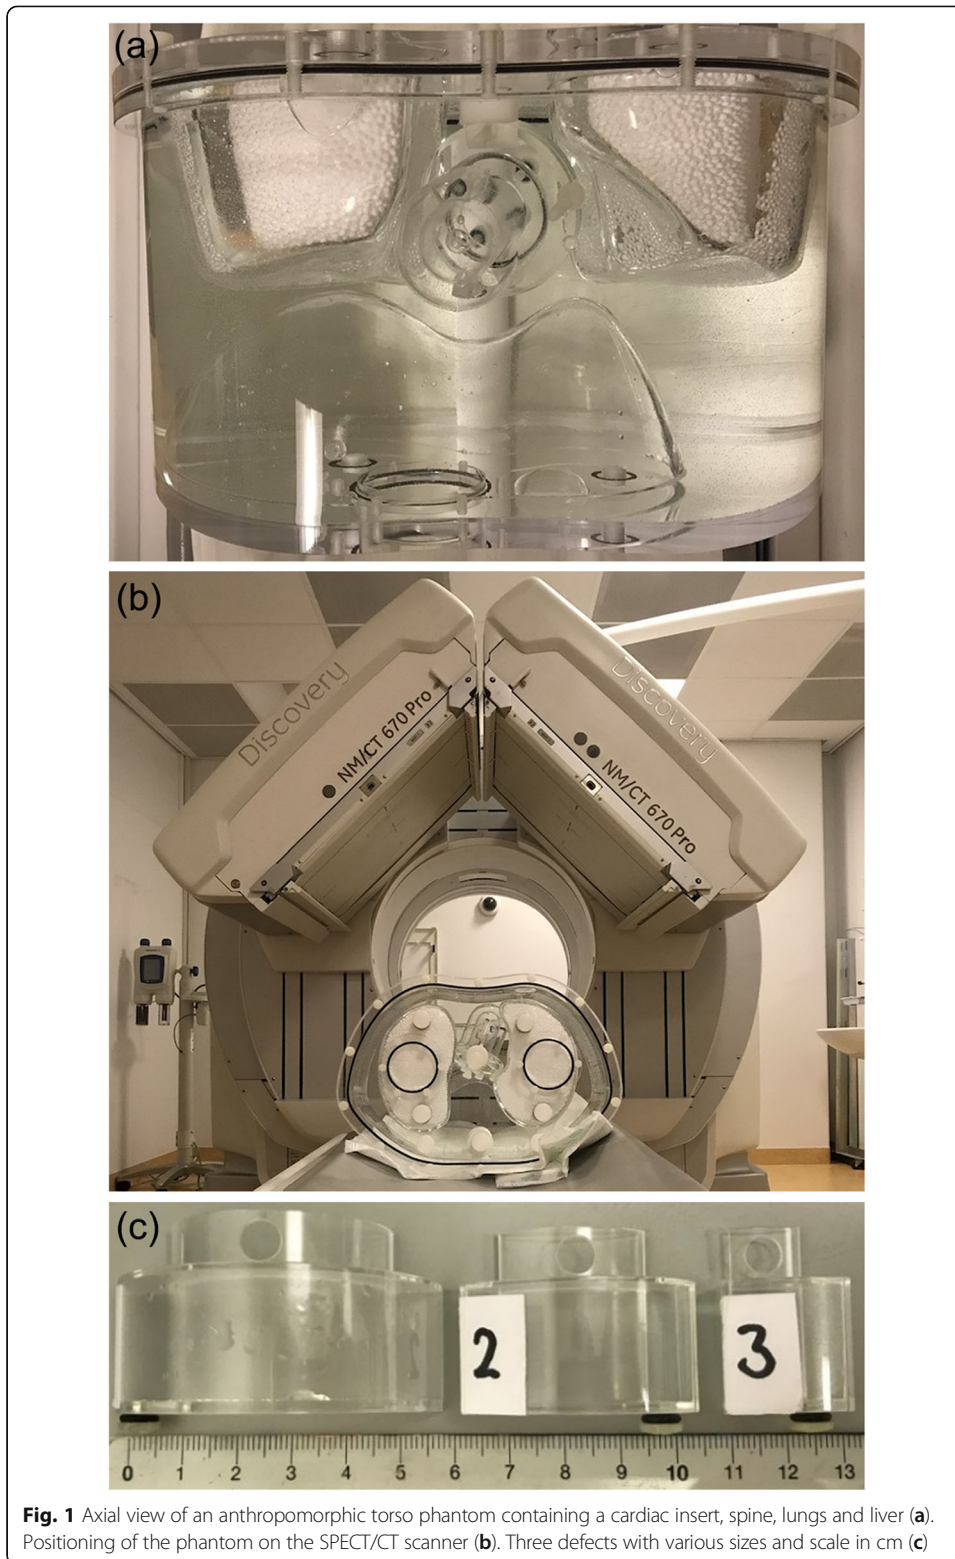 (a)
(b)
Discovery
NM/CT 670 Pro
Discovery
NM/CT 670 Pro
(c)
2
3
0 1 2 3 4 5 6 7 8 9 10 11 12 13
Fig. 1 Axial view of an anthropomorphic torso phantom containing a cardiac insert, spine, lungs and liver (a).
Positioning of the phantom on the SPECT/CT scanner (b). Three defects with various sizes and scale in cm (c)